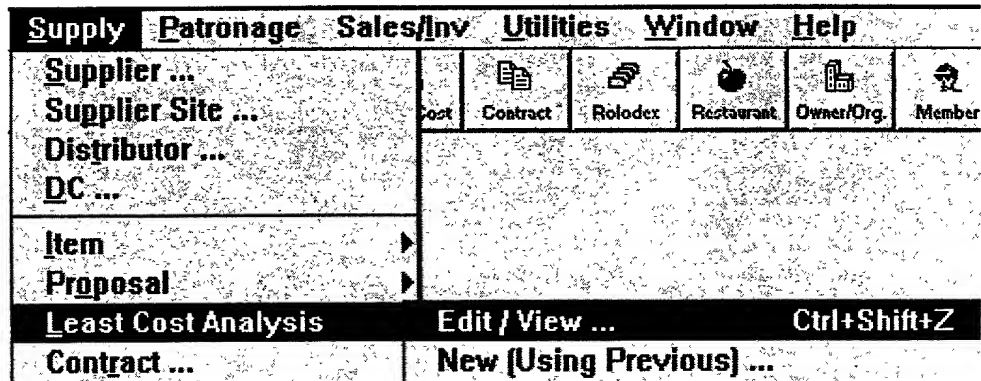 Supply Patronage Sales/Inv Utilities Window Help
Supplier ...
Supplier Site ...
Distributor ...
DC ...
Cost Contract Rolodex Restaurant Owner/Org. Member
Item
Proposal
Least Cost Analysis Edit / View ... Ctrl+Shift+Z
Contract ... New (Using Previous) ...